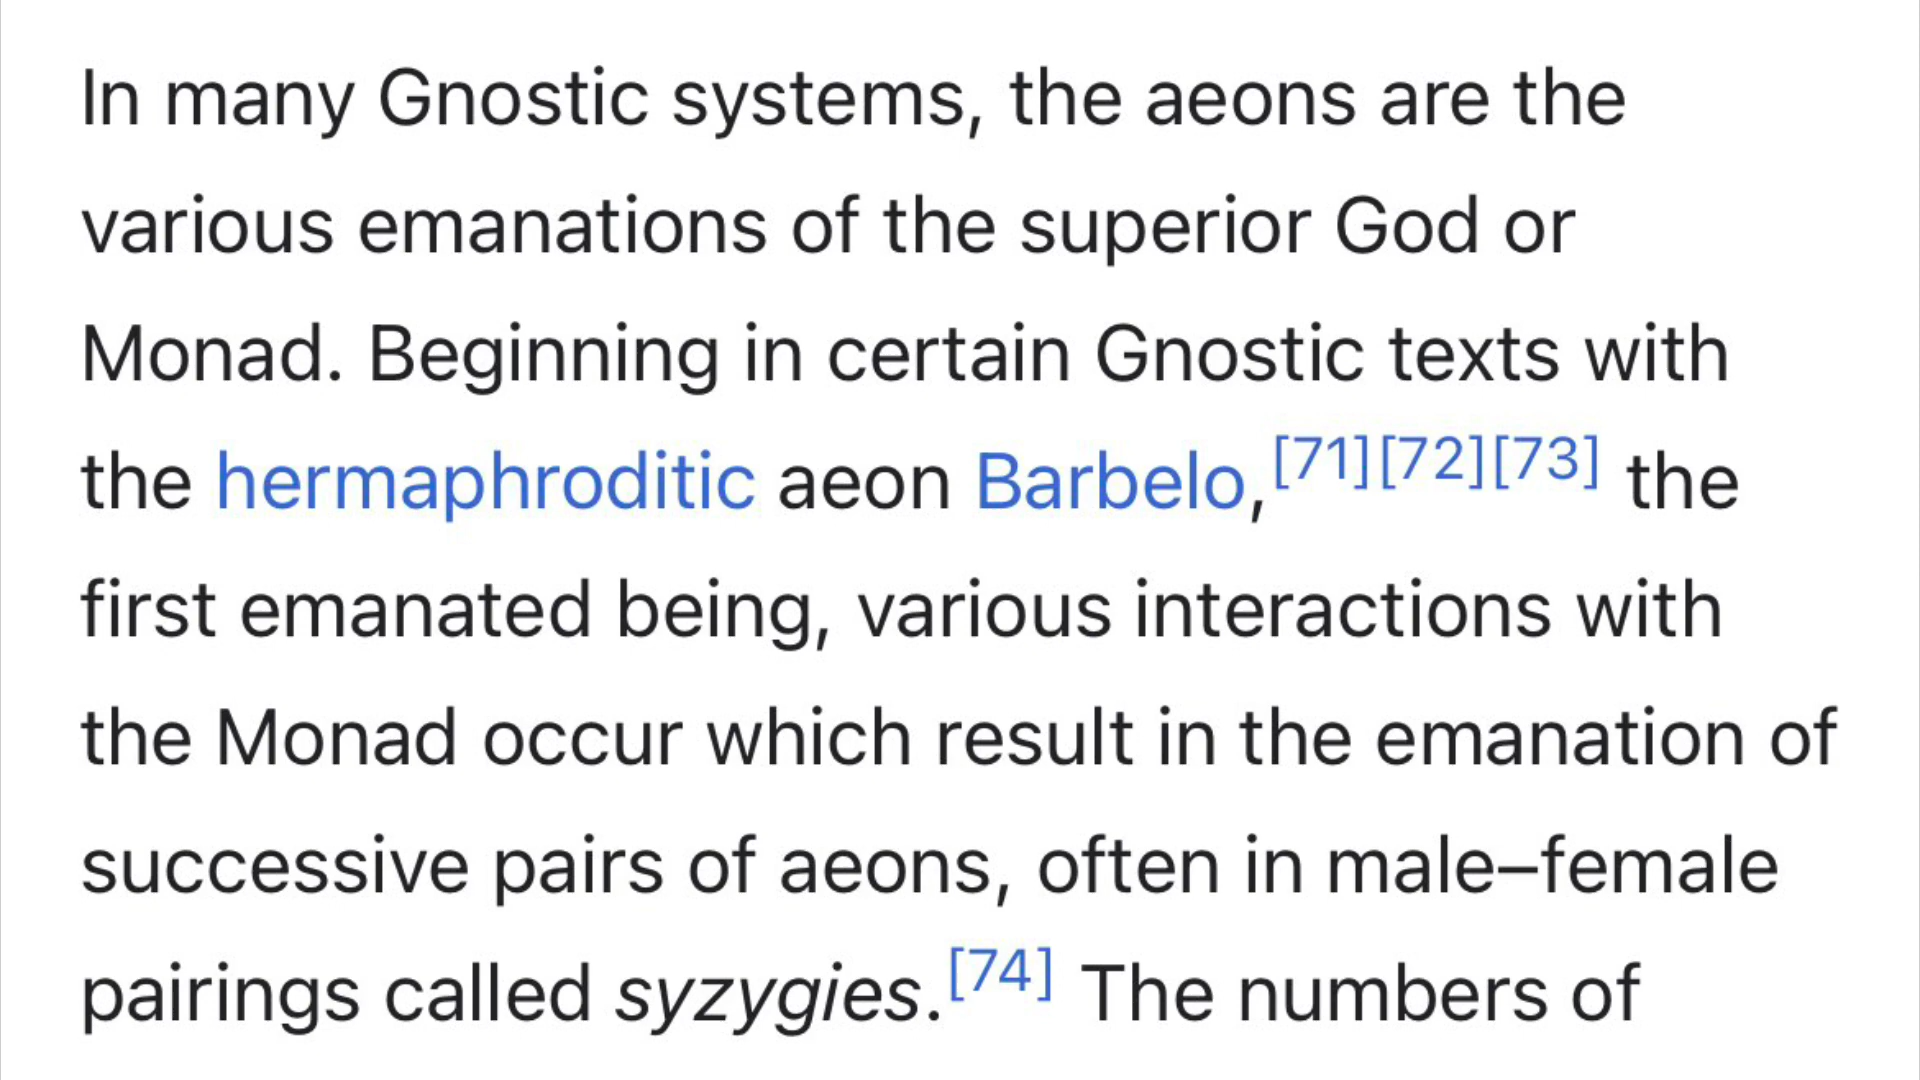 In many Gnostic systems, the aeons are the
various emanations of the superior God or
Monad. Beginning in certain Gnostic texts with
the hermaphroditic aeon Barbelo,[71][72][73] the
first emanated being, various interactions with
the Monad occur which result in the emanation of
successive pairs of aeons, often in male–female
pairings called syzygies.[74] The numbers of